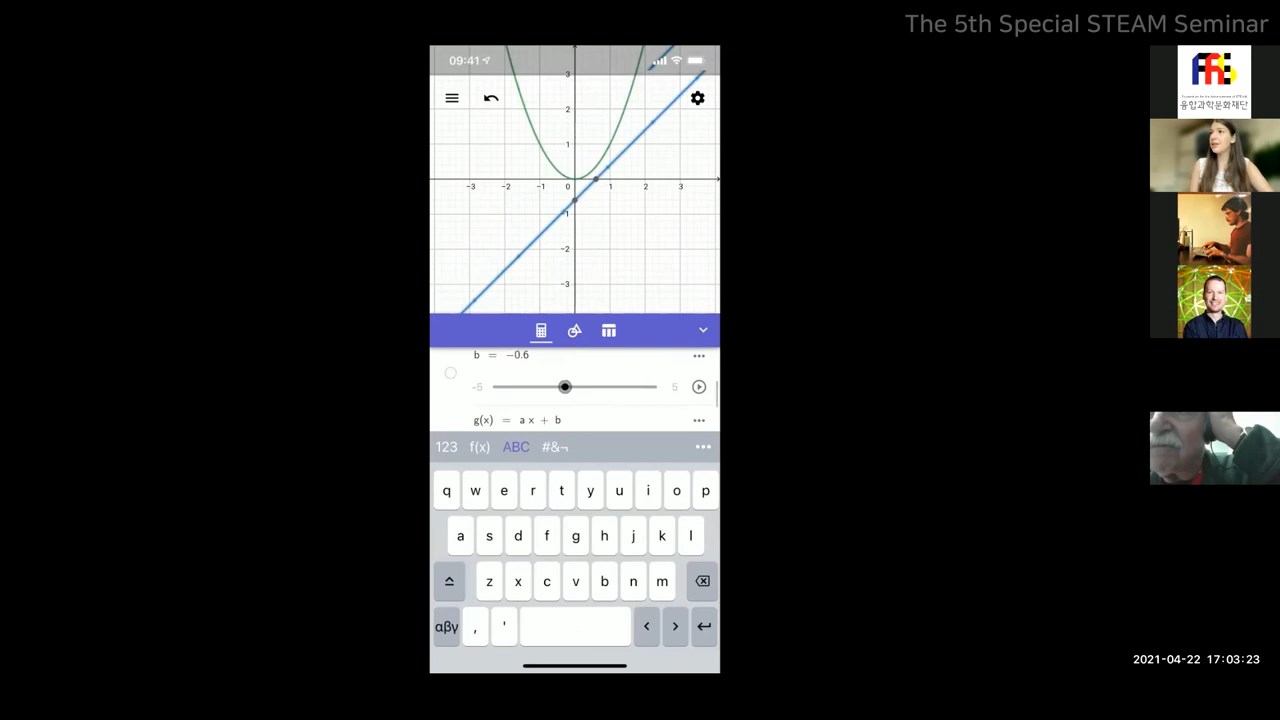 The 5th Special STEAM Seminar
09:41
3
2
1
-3 -2 -1 0 1 2 3
-1
-2
-3
b = −0.6
-5 5
g(x) = a x + b
123 f(x) ABC #&¬
q w e r t y u i o p
a s d f g h j k l
z x c v b n m
αβγ , ' < >
융합과학문화재단
2021-04-22 17:03:23